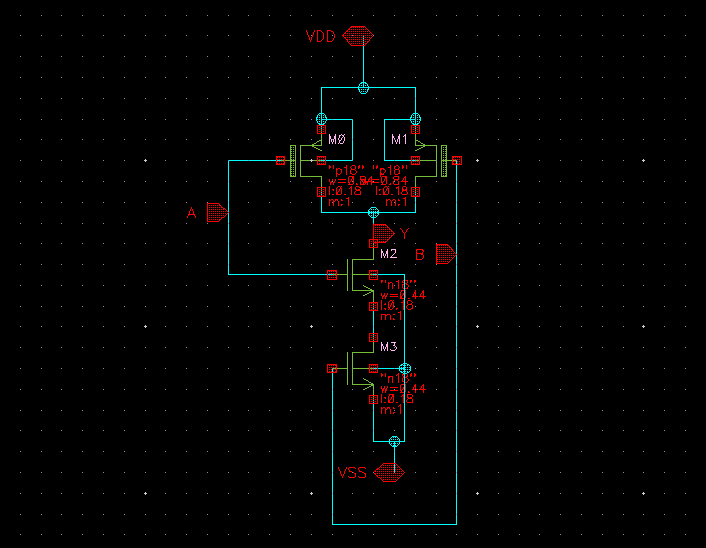 VDD
M0
M1
"p18"
"p18"
w=0.84
w=0.84
l:0.18
l:0.18
m:1
m:1
A
Y
B
M2
"n18"
w=0.44
l:0.18
m:1
M3
"n18"
w=0.44
l:0.18
m:1
VSS